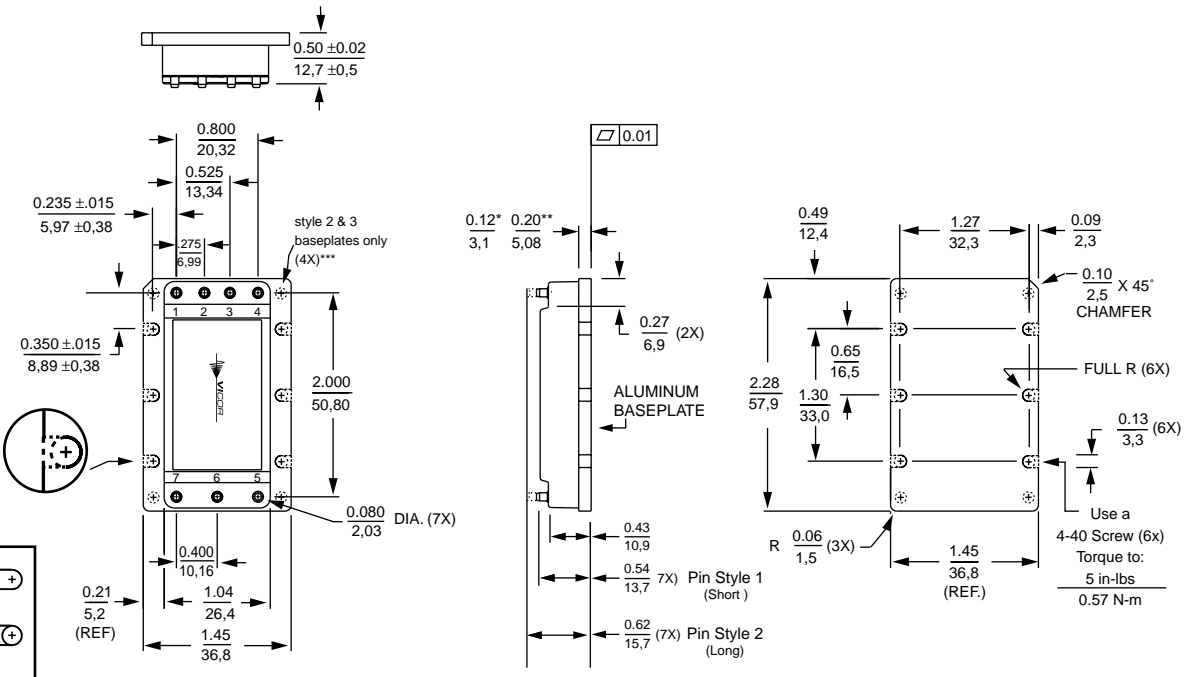 0.50 ±0.02
12,7 ±0,5
0.800
20,32
0.525
13,34
0.235 ±.015
5,97 ±0,38
.275
6,99
style 2 & 3
baseplates only
(4X)***
1 2 3 4
0.350 ±.015
8,89 ±0,38
VICOR
2.000
50,80
7 6 5
0.080
2,03
DIA. (7X)
0.400
10,16
0.21
5,2
(REF)
1.04
26,4
1.45
36,8
0.01
0.12* 0.20**
3,1 5,08
0.27
6,9
(2X)
ALUMINUM
BASEPLATE
0.43
10,9
0.54
13,7
7X) Pin Style 1
(Short )
0.62
15,7
(7X) Pin Style 2
(Long)
0.49
12,4
1.27
32,3
0.09
2,3
0.10
2,5
X 45°
CHAMFER
0.65
16,5
FULL R (6X)
2.28
57,9
1.30
33,0
0.13
3,3
(6X)
Use a
4-40 Screw (6x)
Torque to:
5 in-lbs
0.57 N-m
R 0.06 (3X)
1,5
1.45
36,8
(REF.)